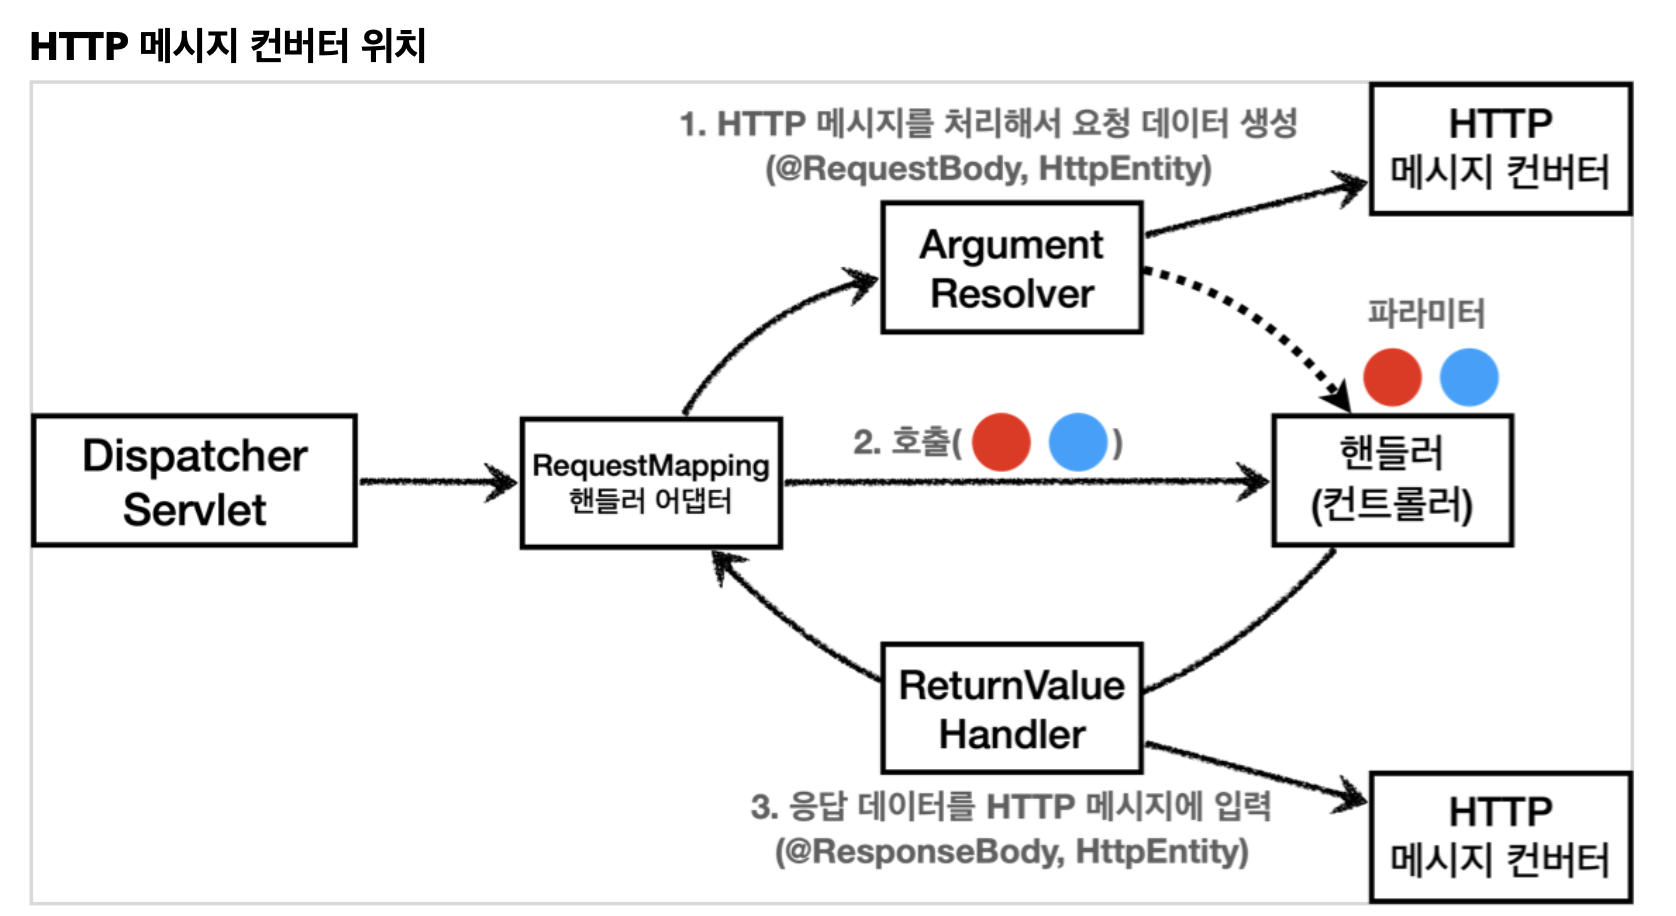 HTTP 메시지 컨버터 위치
1. HTTP 메시지를 처리해서 요청 데이터 생성
(@RequestBody, HttpEntity)
HTTP
메시지 컨버터
Argument
Resolver
파라미터
Dispatcher
Servlet
RequestMapping
핸들러 어댑터
2. 호출( )
핸들러
(컨트롤러)
ReturnValue
Handler
3. 응답 데이터를 HTTP 메시지에 입력
(@ResponseBody, HttpEntity)
HTTP
메시지 컨버터